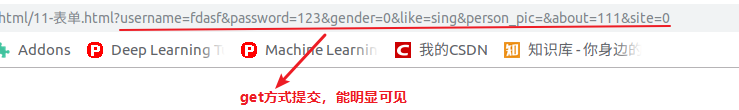 html/11-表单.html?username=fdasf&password=123&gender=0&like=sing&person_pic=&about=111&site=0
Addons Deep Learning T Machine Learnin 我的CSDN 知 知识库 - 你身边的
get方式提交，能明显可见